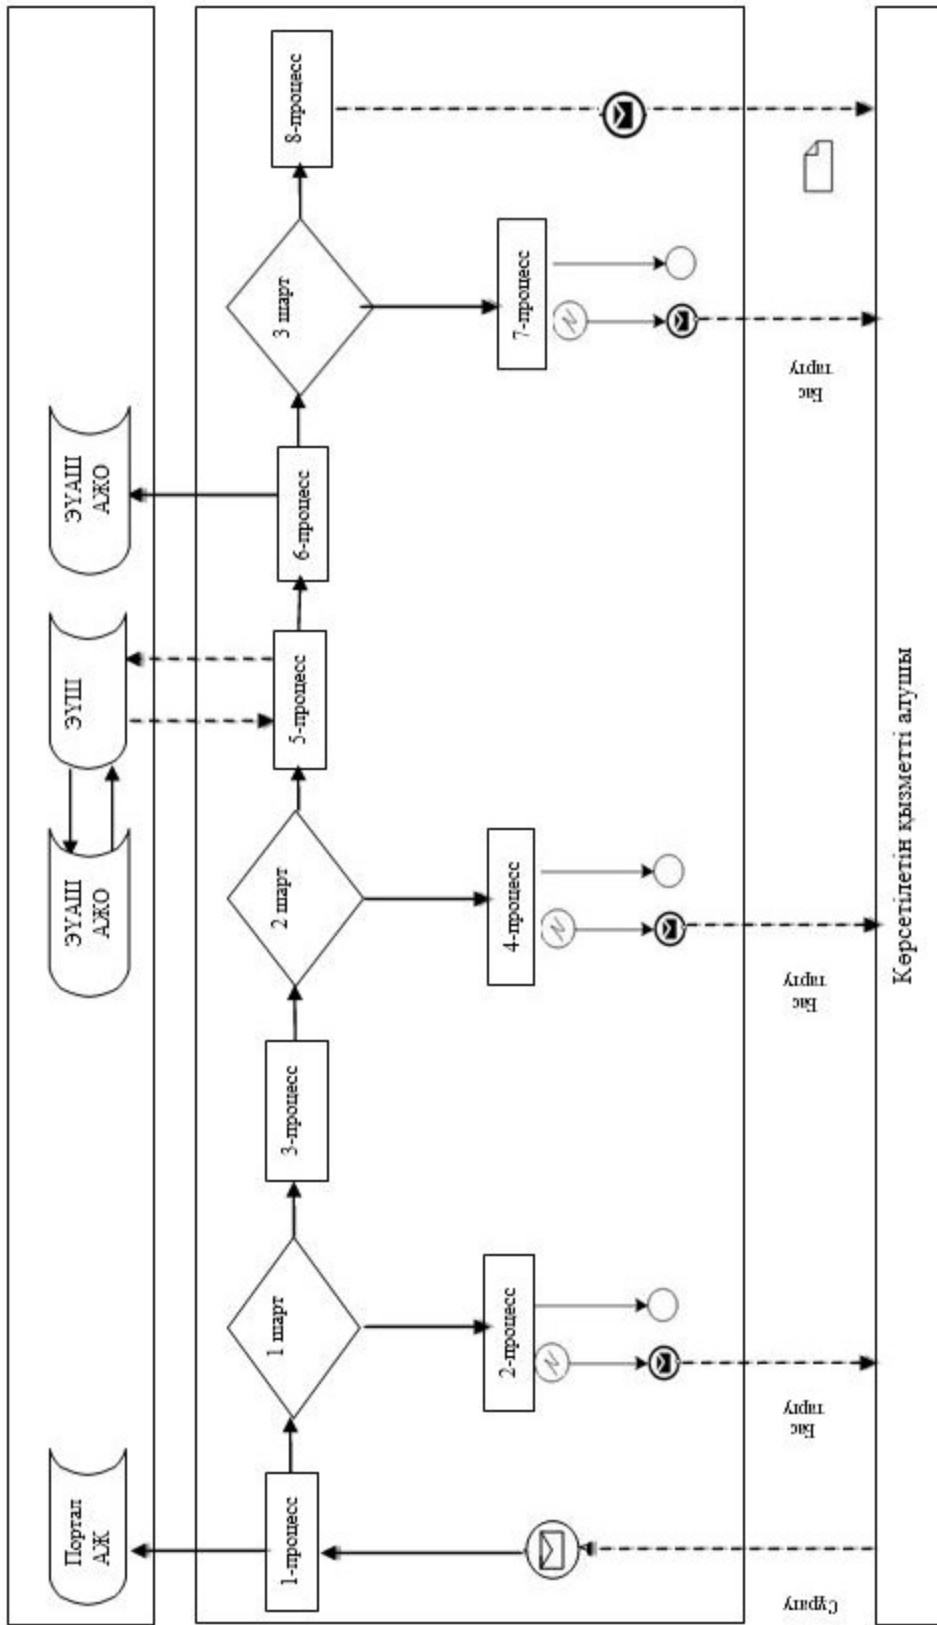 Портал
АЖ
ЭҮАШ
АЖО
ЭҮШ
ЭҮАШ
АЖО
1-процесс
1 шарт
3-процесс
2 шарт
5-процесс
6-процесс
3 шарт
8-процесс
2-процесс
4-процесс
7-процесс
Сұрату
Бас
тарту
Бас
тарту
Бас
тарту
Көрсетілетін қызметті алушы